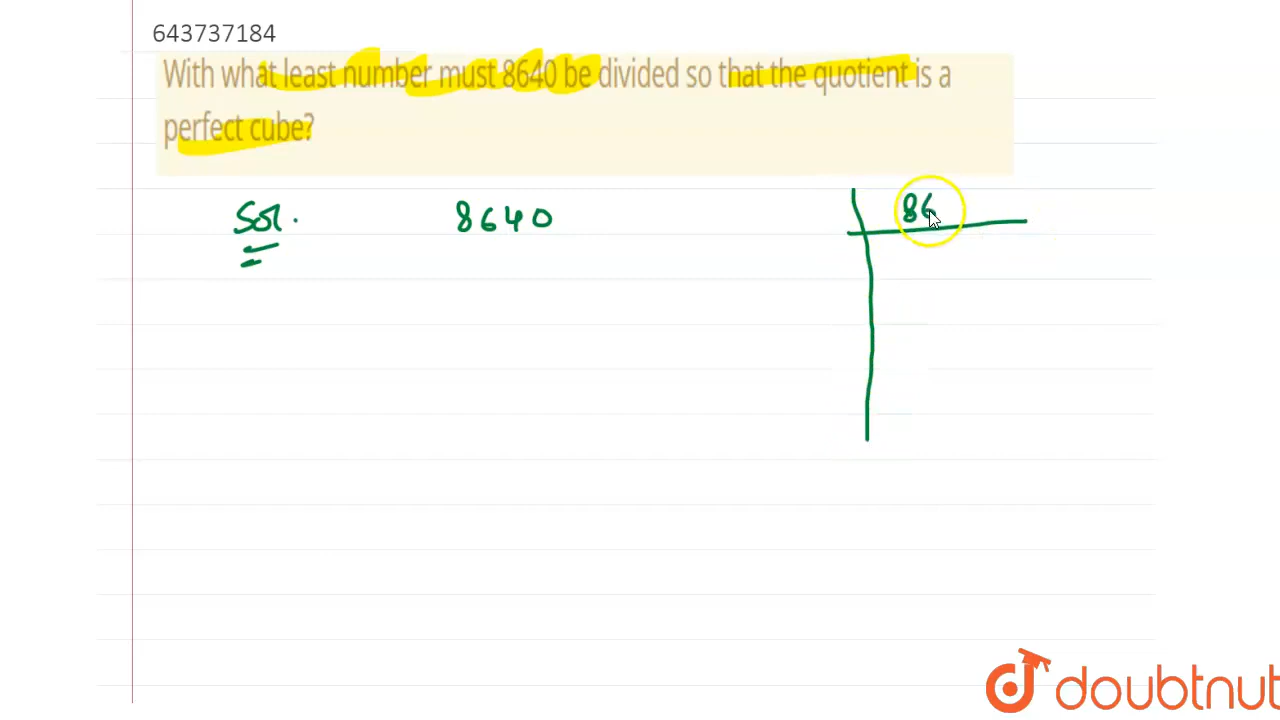 643737184
With what least number must 8640 be divided so that the quotient is a
perfect cube?
Sol. 8640 86
doubtnut